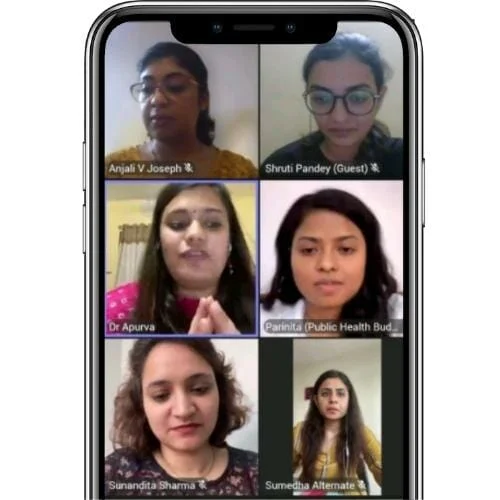 Anjali V Joseph
Shruti Pandey (Guest)
Dr Apurva
Parinita (Public Health Bud...
Sunandita Sharma
Sumedha Alternate